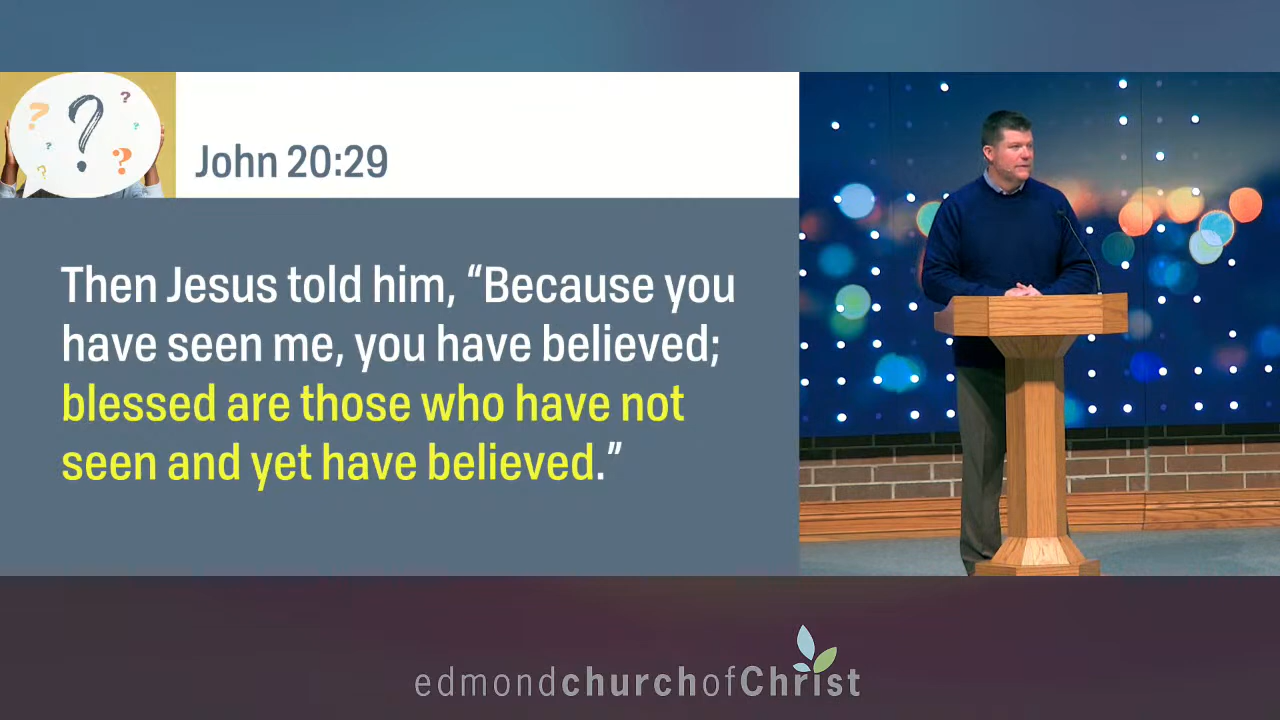 John 20:29
Then Jesus told him, “Because you
have seen me, you have believed;
blessed are those who have not
seen and yet have believed.”
edmondchurchofChrist